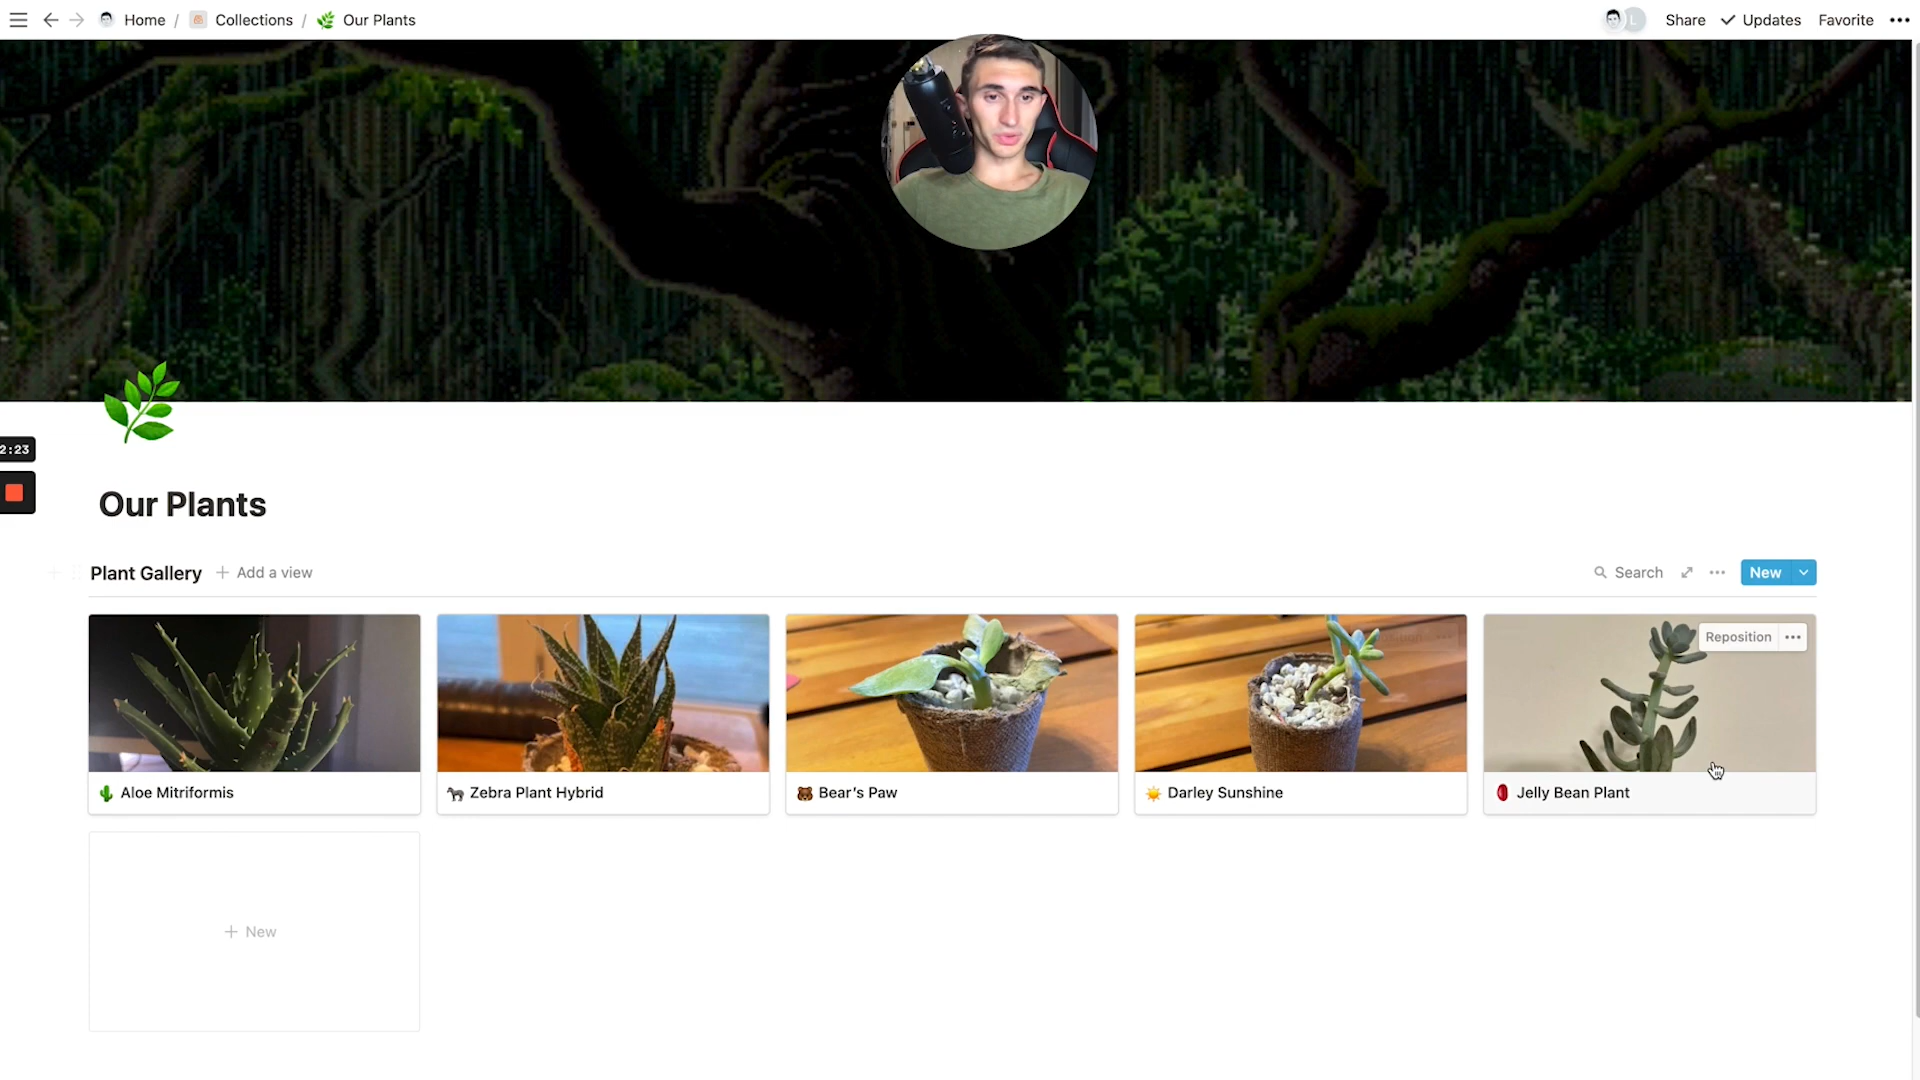 Home / Collections / Our Plants
L Share Updates Favorite
2:23
Our Plants
Plant Gallery + Add a view
Search New
Reposition
Aloe Mitriformis
Zebra Plant Hybrid
Bear's Paw
Darley Sunshine
Jelly Bean Plant
+ New